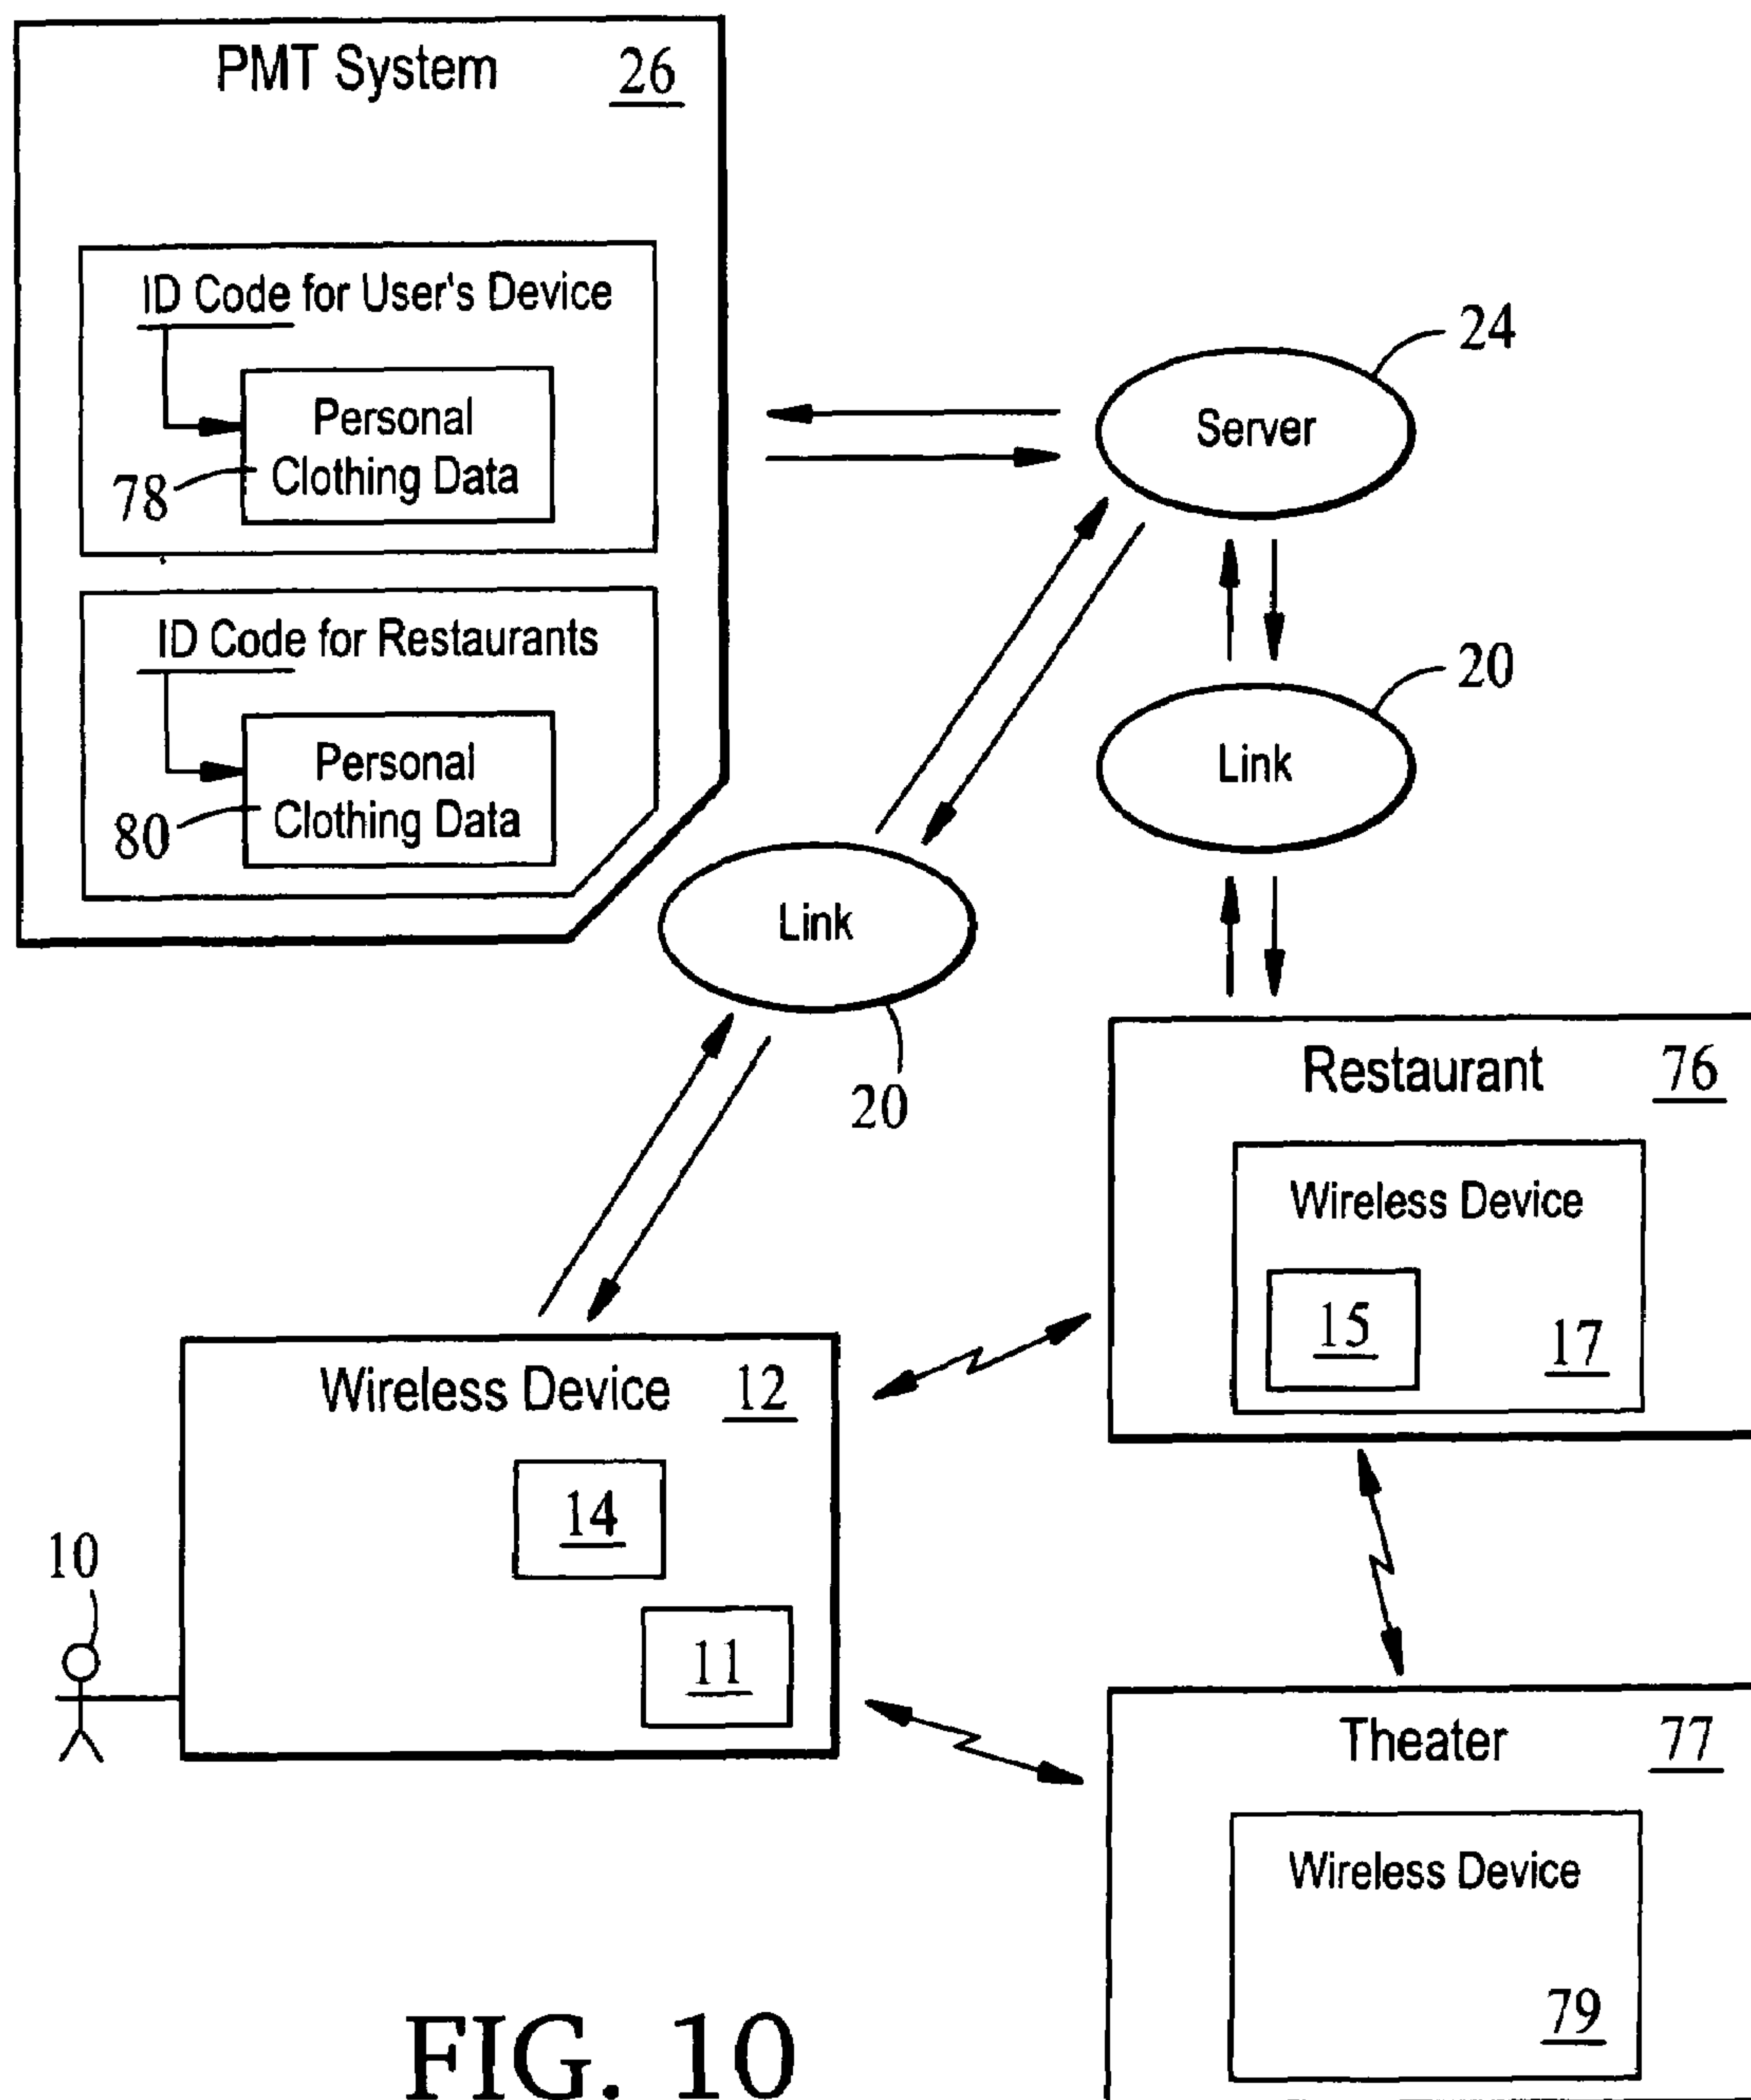 PMT System 26
ID Code for User's Device
Personal
Clothing Data
78
ID Code for Restaurants
Personal
Clothing Data
80
24
Server
20
Link
Link
20
Restaurant 76
Wireless Device
15
17
Wireless Device 12
14
11
10
Theater 77
Wireless Device
79
FIG. 10